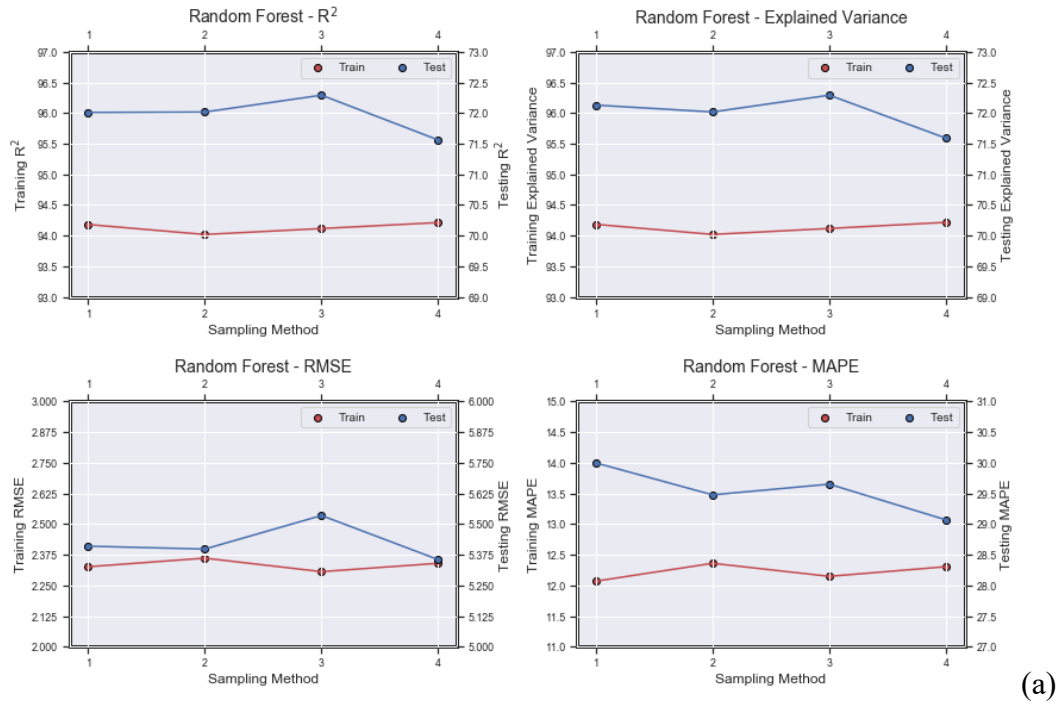 Random Forest - R²
1 2 3 4
97.0 96.5 96.0 95.5 95.0 94.5 94.0 93.5 93.0
Training R²
Train Test
73.0 72.5 72.0 71.5 71.0 70.5 70.0 69.5 69.0
Testing R²
1 2 3 4
Sampling Method
Random Forest - Explained Variance
1 2 3 4
97.0 96.5 96.0 95.5 95.0 94.5 94.0 93.5 93.0
Training Explained Variance
Train Test
73.0 72.5 72.0 71.5 71.0 70.5 70.0 69.5 69.0
Testing Explained Variance
1 2 3 4
Sampling Method
Random Forest - RMSE
1 2 3 4
3.000 2.875 2.750 2.625 2.500 2.375 2.250 2.125 2.000
Training RMSE
Train Test
6.000 5.875 5.750 5.625 5.500 5.375 5.250 5.125 5.000
Testing RMSE
1 2 3 4
Sampling Method
Random Forest - MAPE
1 2 3 4
15.0 14.5 14.0 13.5 13.0 12.5 12.0 11.5 11.0
Training MAPE
Train Test
31.0 30.5 30.0 29.5 29.0 28.5 28.0 27.5 27.0
Testing MAPE
1 2 3 4
Sampling Method
(a)